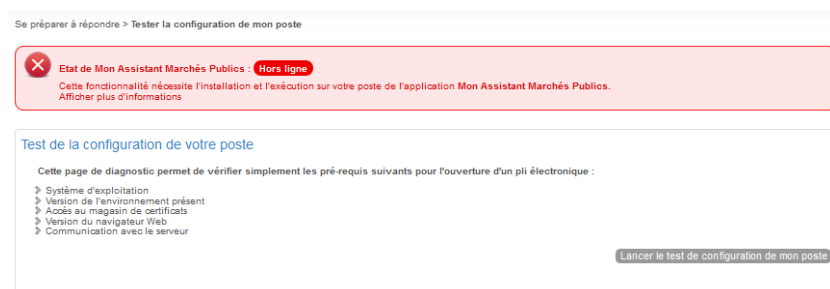 Se préparer à répondre > Tester la configuration de mon poste
Etat de Mon Assistant Marchés Publics : Hors ligne
Cette fonctionnalité nécessite l'installation et l'exécution sur votre poste de l'application Mon Assistant Marchés Publics.
Afficher plus d'informations
Test de la configuration de votre poste
Cette page de diagnostic permet de vérifier simplement les pré-requis suivants pour l'ouverture d'un pli électronique :
Système d'exploitation
Version de l'environnement présent
Accès au magasin de certificats
Version du navigateur Web
Communication avec le serveur
Lancer le test de configuration de mon poste